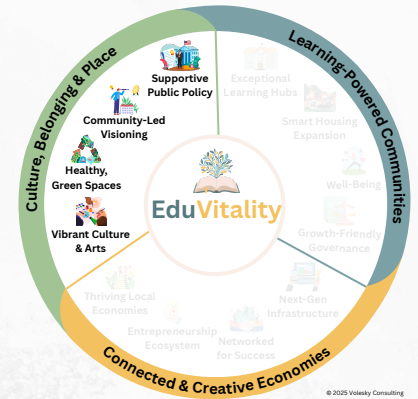 Culture, Belonging & Place
Learning-Powered Communities
Connected & Creative Economies
Supportive
Public Policy
Community-Led
Visioning
Healthy,
Green Spaces
Vibrant Culture
& Arts
Exceptional
Learning Hubs
Smart Housing
Expansion
Well-Being
Growth-Friendly
Governance
Next-Gen
Infrastructure
Networked
for Success
Entrepreneurship
Ecosystem
Thriving Local
Economies
EduVitality
© 2025 Volesky Consulting